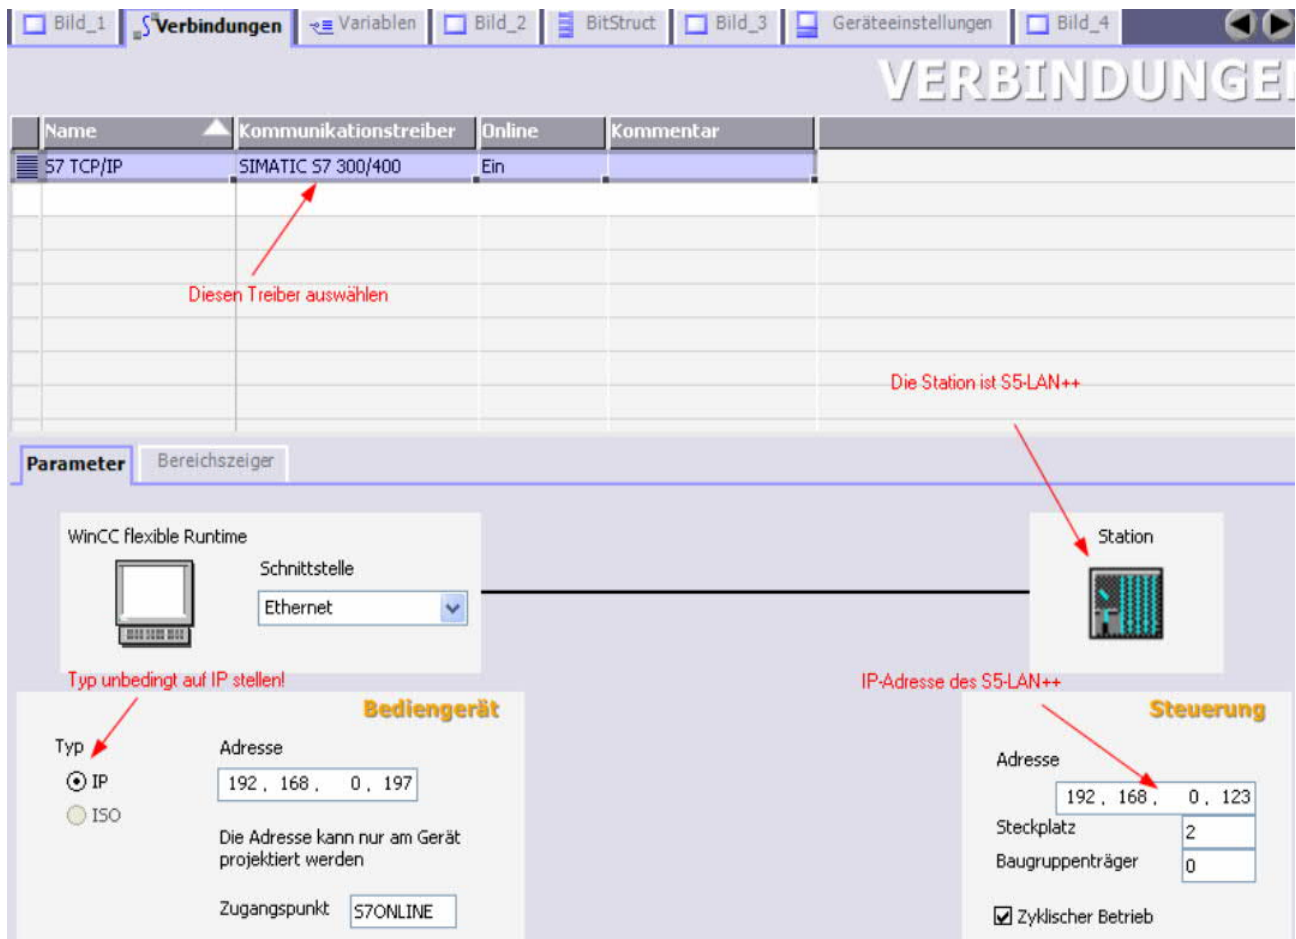 Bild_1 Verbindungen Variablen Bild_2 BitStruct Bild_3 Geräteeinstellungen Bild_4
VERBINDUNGEN
Name Kommunikationstreiber Online Kommentar
S7 TCP/IP SIMATIC S7 300/400 Ein
Diesen Treiber auswählen
Die Station ist S5-LAN++
Parameter Bereichszeiger
WinCC flexible Runtime
Station
Schnittstelle
Ethernet
Typ unbedingt auf IP stellen!
IP-Adresse des S5-LAN++
Bediengerät
Steuerung
Typ Adresse
Adresse
IP 192 . 168 . 0 . 197
192 . 168 . 0 . 123
ISO
Steckplatz 2
Die Adresse kann nur am Gerät
projektiert werden
Baugruppenträger 0
Zugangspunkt S7ONLINE
Zyklischer Betrieb